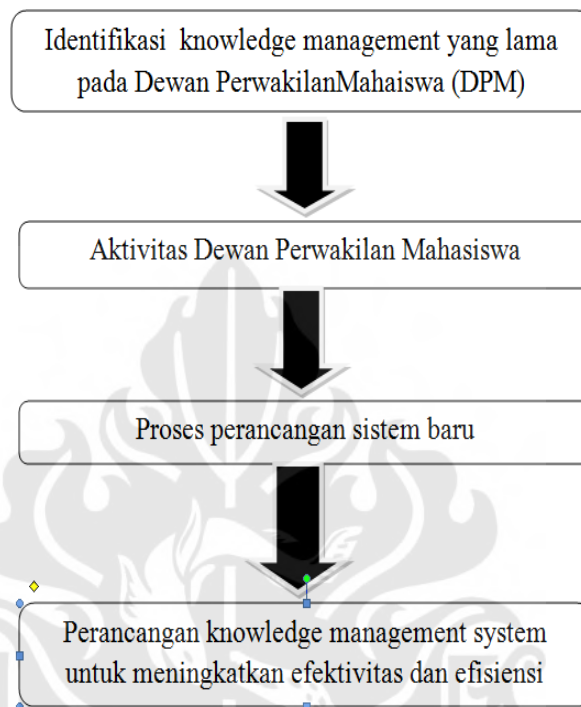 Identifikasi knowledge management yang lama
pada Dewan PerwakilanMahaiswa (DPM)
Aktivitas Dewan Perwakilan Mahasiswa
Proses perancangan sistem baru
Perancangan knowledge management system
untuk meningkatkan efektivitas dan efisiensi